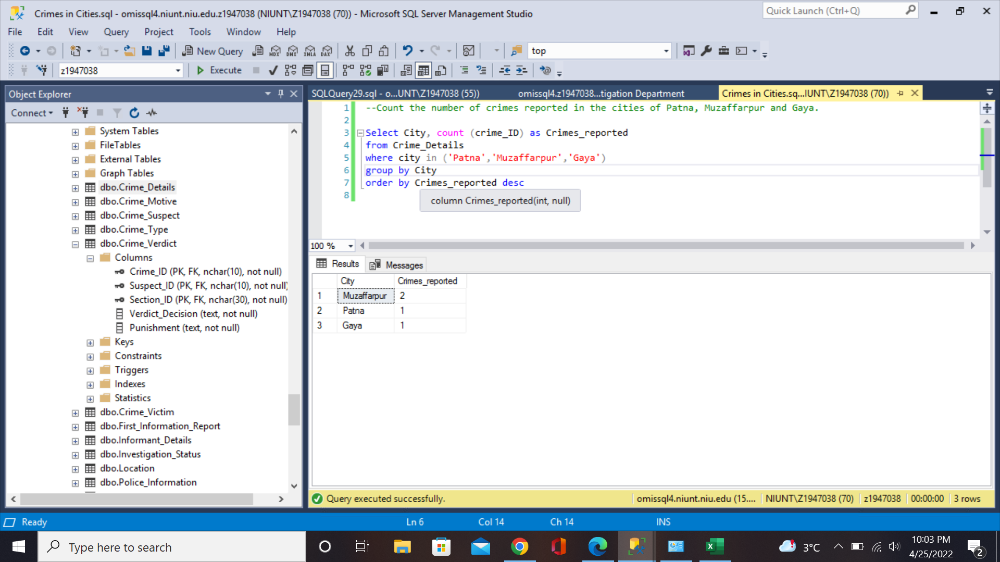 Crimes in Cities.sql - omissql4.niunt.niu.edu.z1947038 (NIUNT\Z1947038 (70)) - Microsoft SQL Server Management Studio
Quick Launch (Ctrl+Q)
File Edit View Query Project Tools Window Help
New Query MDX DMX XMLA DAX top
z1947038 Execute
Object Explorer
SQLQuery29.sql - o...UNT\Z1947038 (55))
omissql4.z1947038...tigation Department
Crimes in Cities.sq...IUNT\Z1947038 (70))
Connect
System Tables
FileTables
External Tables
Graph Tables
dbo.Crime_Details
dbo.Crime_Motive
dbo.Crime_Suspect
dbo.Crime_Type
dbo.Crime_Verdict
Columns
Crime_ID (PK, FK, nchar(10), not null)
Suspect_ID (PK, FK, nchar(10), not null)
Section_ID (PK, FK, nchar(30), not null)
Verdict_Decision (text, not null)
Punishment (text, not null)
Keys
Constraints
Triggers
Indexes
Statistics
dbo.Crime_Victim
dbo.First_Information_Report
dbo.Informant_Details
dbo.Investigation_Status
dbo.Location
dbo.Police_Information
1 --Count the number of crimes reported in the cities of Patna, Muzaffarpur and Gaya.
2
3 Select City, count (crime_ID) as Crimes_reported
4 from Crime_Details
5 where city in ('Patna','Muzaffarpur','Gaya')
6 group by City
7 order by Crimes_reported desc
8
column Crimes_reported(int, null)
100 %
Results Messages
City Crimes_reported
1 Muzaffarpur 2
2 Patna 1
3 Gaya 1
Query executed successfully.
omissql4.niunt.niu.edu (15.... NIUNT\Z1947038 (70) z1947038 00:00:00 3 rows
Ready Ln 6 Col 14 Ch 14 INS
Type here to search
3°C
10:03 PM
4/25/2022
2